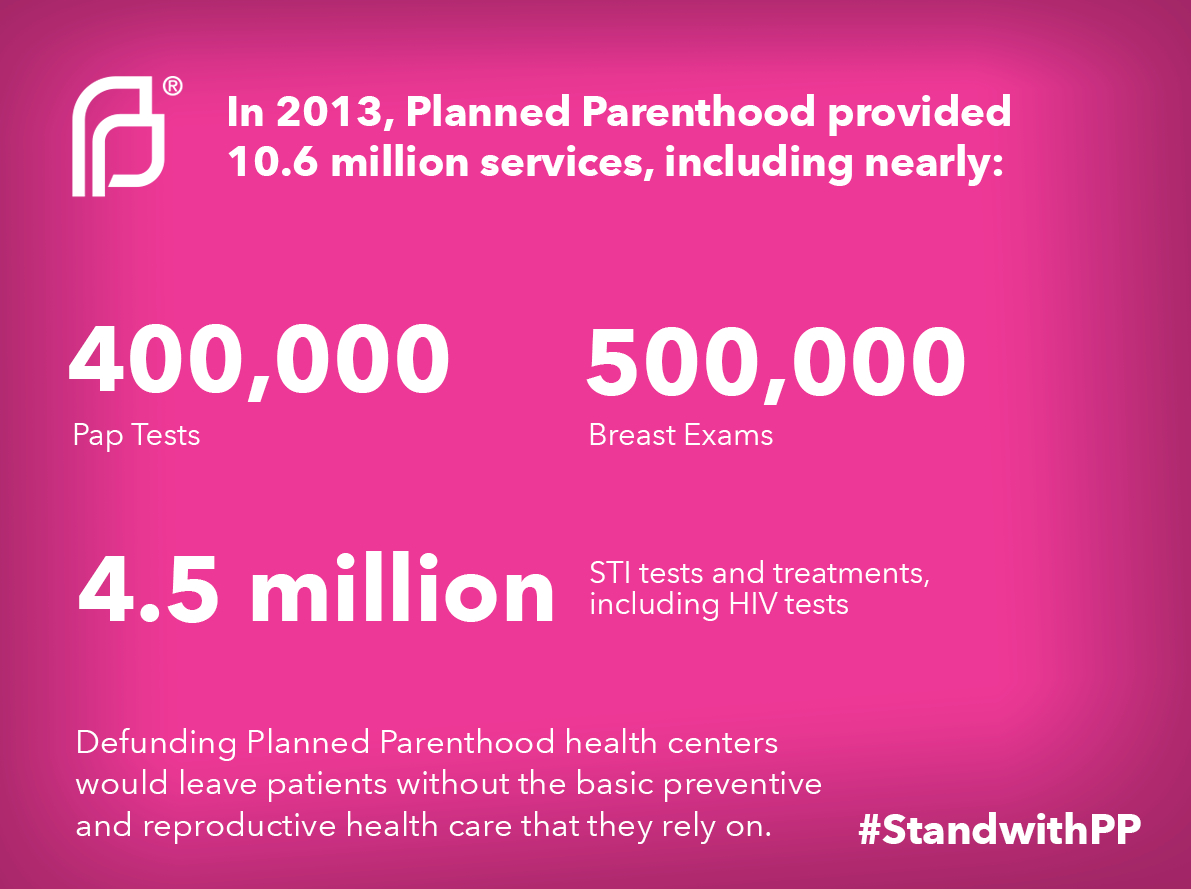 ®
In 2013, Planned Parenthood provided
10.6 million services, including nearly:
400,000
Pap Tests
500,000
Breast Exams
4.5 million
STI tests and treatments,
including HIV tests
Defunding Planned Parenthood health centers
would leave patients without the basic preventive
and reproductive health care that they rely on.
#StandwithPP